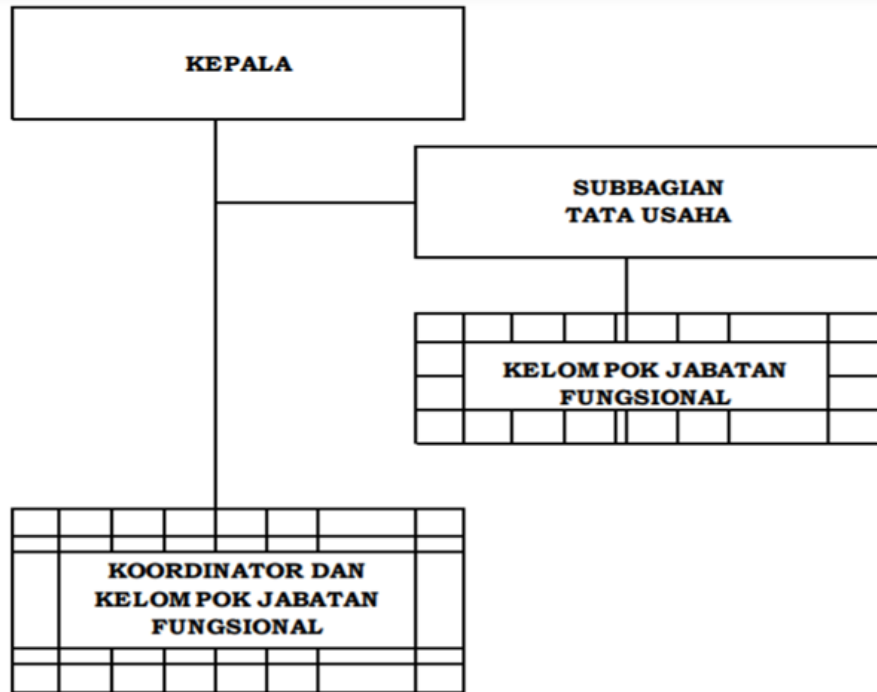 KEPALA
SUBBAGIAN
TATA USAHA
KELOM POK JABATAN
FUNGSIONAL
KOORDINATOR DAN
KELOM POK JABATAN
FUNGSIONAL